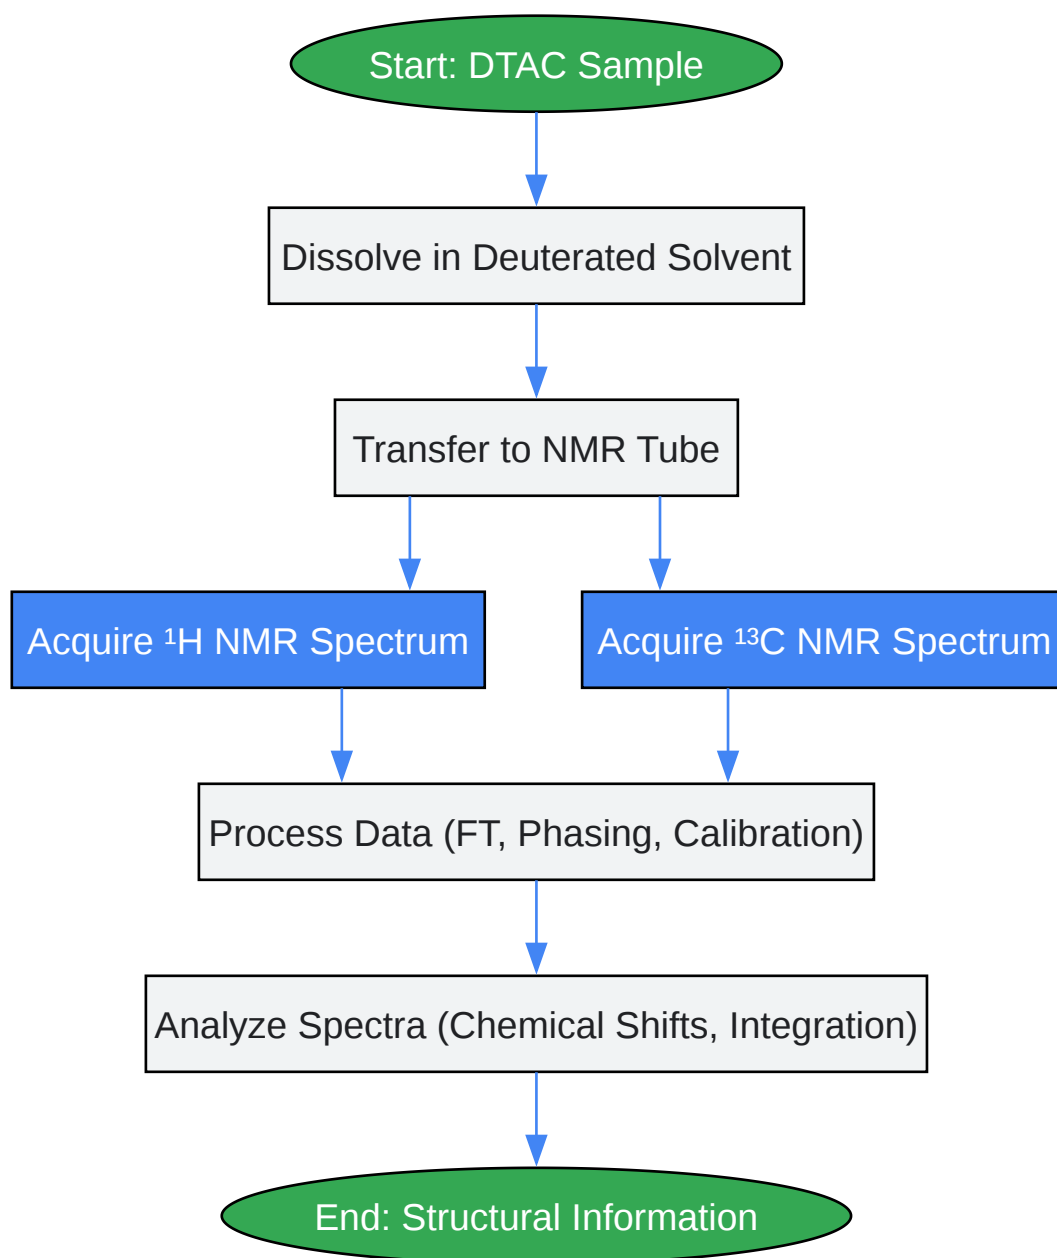 Start: DTAC Sample
Dissolve in Deuterated Solvent
Transfer to NMR Tube
Acquire ¹H NMR Spectrum
Acquire ¹³C NMR Spectrum
Process Data (FT, Phasing, Calibration)
Analyze Spectra (Chemical Shifts, Integration)
End: Structural Information